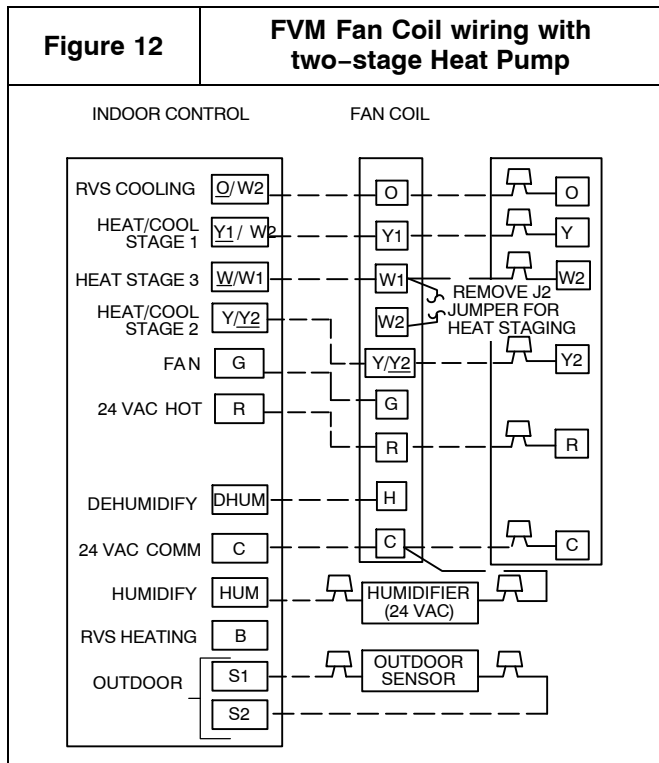 Figure 12
FVM Fan Coil wiring with
two−stage Heat Pump
INDOOR CONTROL
FAN COIL
RVS COOLING O/W2 O O
HEAT/COOL
STAGE 1
Y1/ W2 Y1 Y
HEAT STAGE 3 W/W1 W1 W2
REMOVE J2
JUMPER FOR
HEAT STAGING
W2
HEAT/COOL
STAGE 2
Y/Y2 Y/Y2 Y2
FAN G G
24 VAC HOT R R R
DEHUMIDIFY DHUM H
24 VAC COMM C C C
HUMIDIFY HUM
HUMIDIFIER
(24 VAC)
RVS HEATING B
OUTDOOR
S1
S2
OUTDOOR
SENSOR